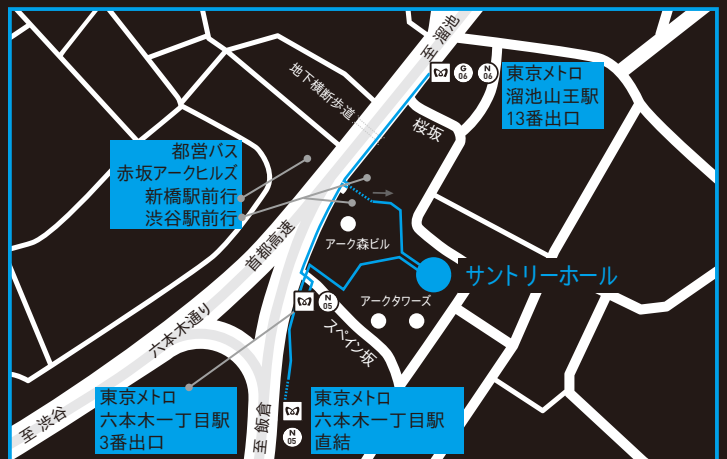 至 溜池
G
06
N
06
東京メトロ
溜池山王駅
13番出口
地下横断歩道
桜坂
都営バス
赤坂アークヒルズ
新橋駅前行
渋谷駅前行
首都高速
アーク森ビル
サントリーホール
アークタワーズ
N
05
スペイン坂
六本木通り
至 渋谷
東京メトロ
六本木一丁目駅
3番出口
至 飯倉
N
05
東京メトロ
六本木一丁目駅
直結